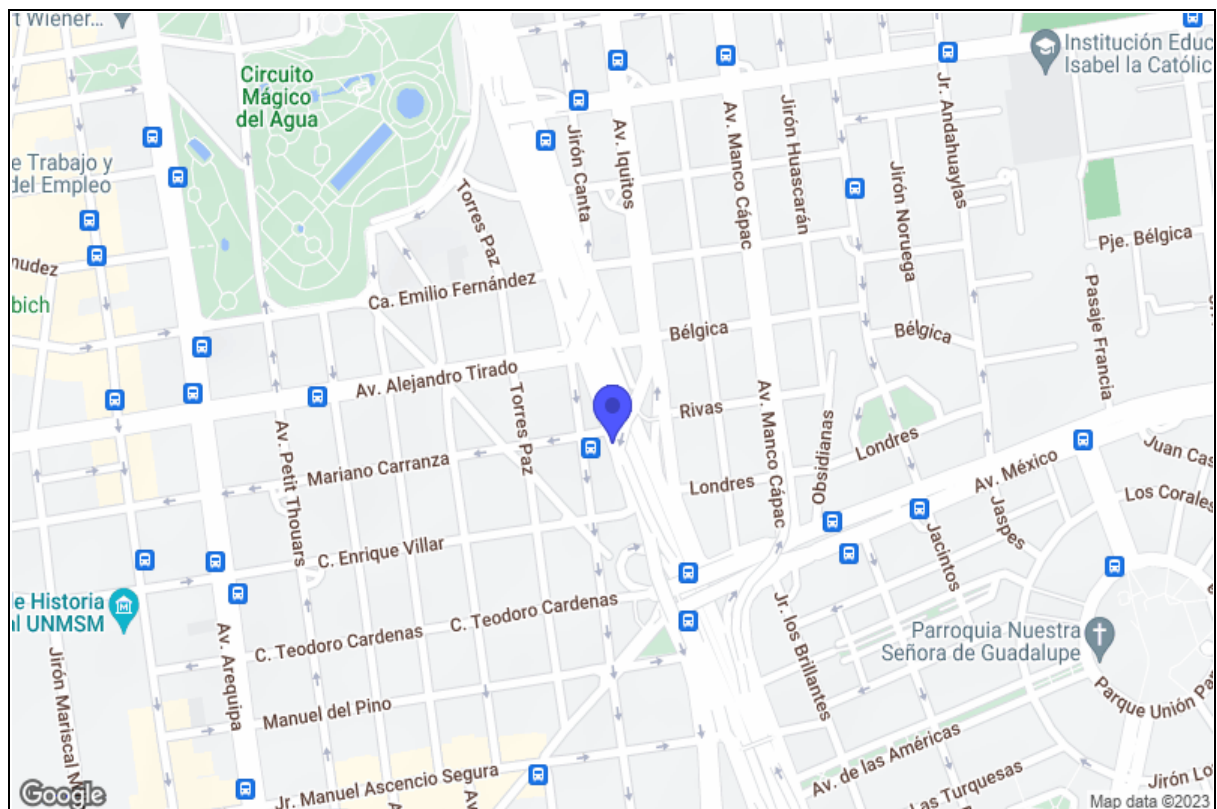 t Wiener...
Circuito
Mágico
del Agua
Institución Educ
Isabel la Católic
e Trabajo y
del Empleo
Jirón Canta
Av. Iquitos
Av. Manco Cápac
Jirón Huascarán
Jr. Andahuaylas
Jirón Noruega
Torres Paz
Pje. Bélgica
nudez
bich
Ca. Emilio Fernández
Bélgica
Bélgica
Pasaje Francia
Av. Alejandro Tirado
Torres Paz
Rivas
Av. Manco Cápac
Obsidianas
Londres
Londres
Av. México
Juan Cas
Los Corales
Mariano Carranza
Av. Petit Thouars
C. Enrique Villar
Jaspes
Jacintos
e Historia
al UNMSM
C. Teodoro Cardenas
C. Teodoro Cardenas
Jr. los Brillantes
Parroquia Nuestra
Señora de Guadalupe
Jirón Mariscal M
Av. Arequipa
Manuel del Pino
Parque Unión Pa
Av. de las Américas
Las Turquesas
Jirón Lo
Jr. Manuel Ascencio Segura
Av
Google
Map data ©2023